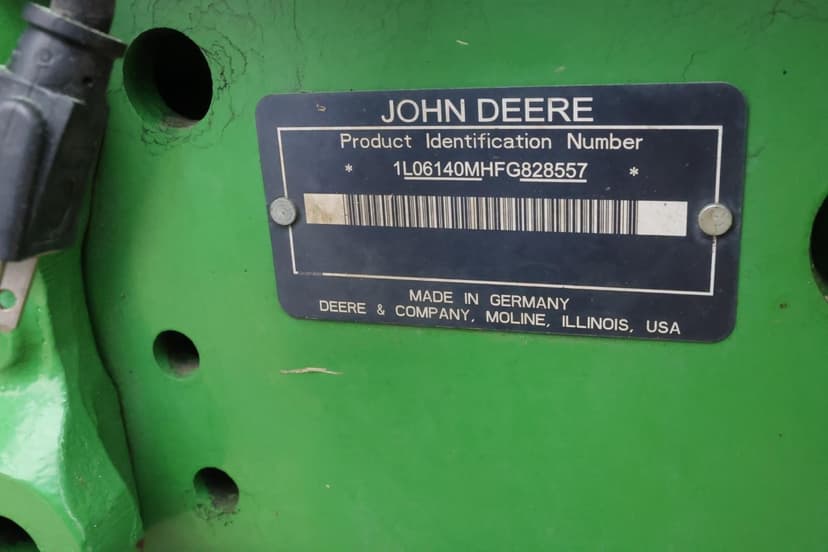 JOHN DEERE
Product Identification Number
* 1L06140MHFG828557 *
MADE IN GERMANY
DEERE & COMPANY, MOLINE, ILLINOIS, USA